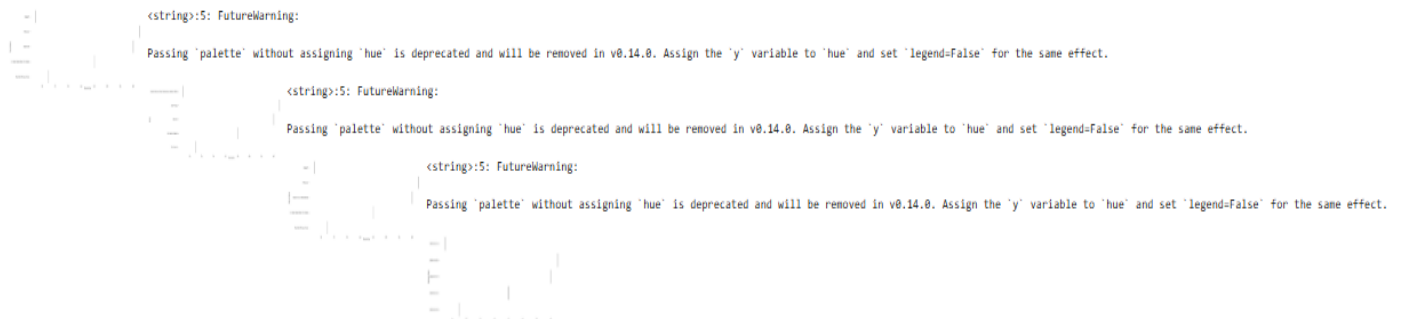 <string>:5: FutureWarning:
Passing `palette` without assigning `hue` is deprecated and will be removed in v0.14.0. Assign the `y` variable to `hue` and set `legend=False` for the same effect.
<string>:5: FutureWarning:
Passing `palette` without assigning `hue` is deprecated and will be removed in v0.14.0. Assign the `y` variable to `hue` and set `legend=False` for the same effect.
<string>:5: FutureWarning:
Passing `palette` without assigning `hue` is deprecated and will be removed in v0.14.0. Assign the `y` variable to `hue` and set `legend=False` for the same effect.